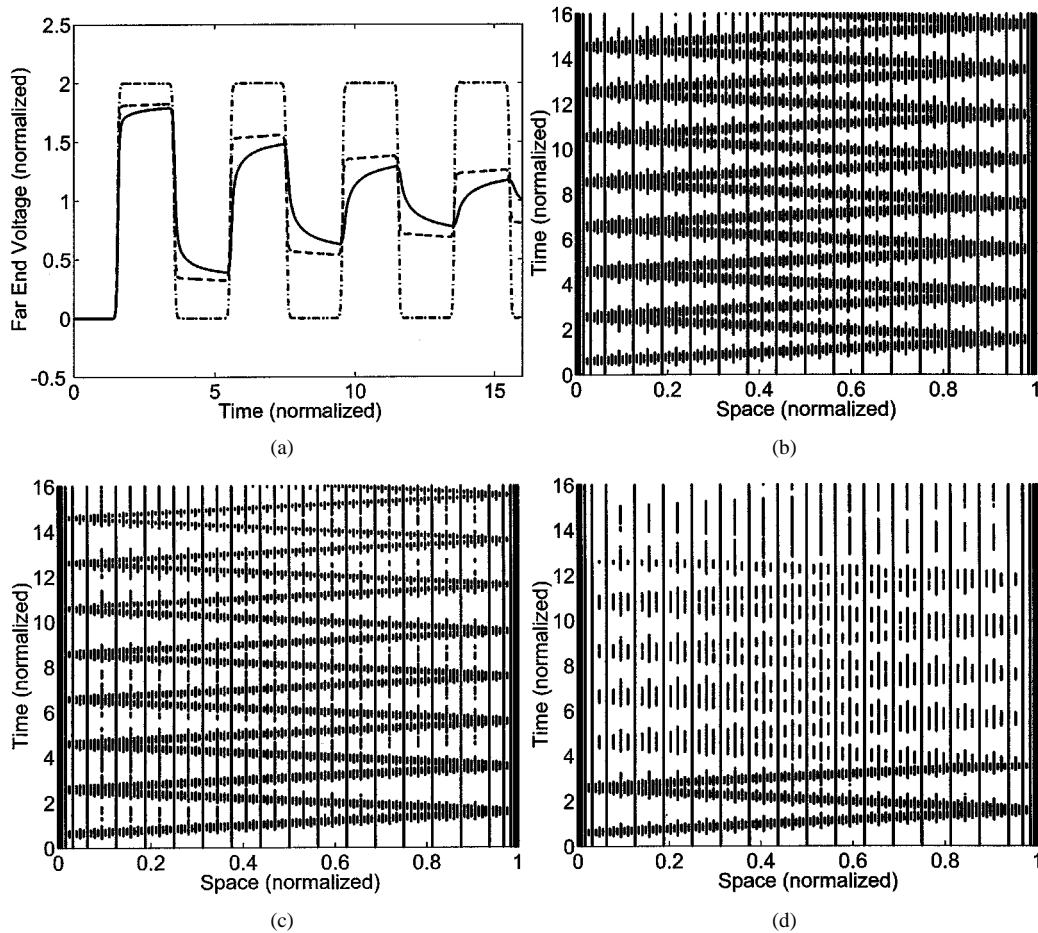 2.5
2
1.5
1
0.5
0
-0.5
Far End Voltage (normalized)
0 5 10 15
Time (normalized)
(a)
16
14
12
10
8
6
4
2
0
Time (normalized)
0 0.2 0.4 0.6 0.8 1
Space (normalized)
(b)
16
14
12
10
8
6
4
2
0
Time (normalized)
0 0.2 0.4 0.6 0.8 1
Space (normalized)
(c)
16
14
12
10
8
6
4
2
0
Time (normalized)
0 0.2 0.4 0.6 0.8 1
Space (normalized)
(d)